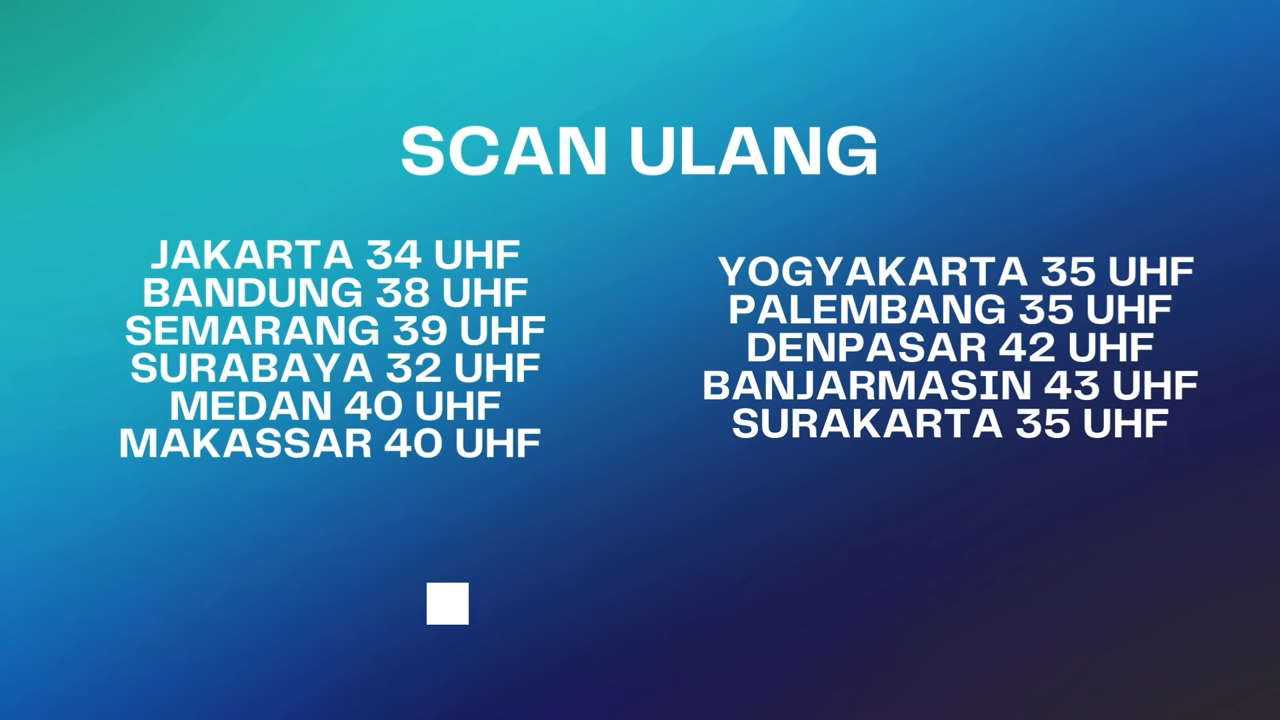 SCAN ULANG
JAKARTA 34 UHF
BANDUNG 38 UHF
SEMARANG 39 UHF
SURABAYA 32 UHF
MEDAN 40 UHF
MAKASSAR 40 UHF
YOGYAKARTA 35 UHF
PALEMBANG 35 UHF
DENPASAR 42 UHF
BANJARMASIN 43 UHF
SURAKARTA 35 UHF